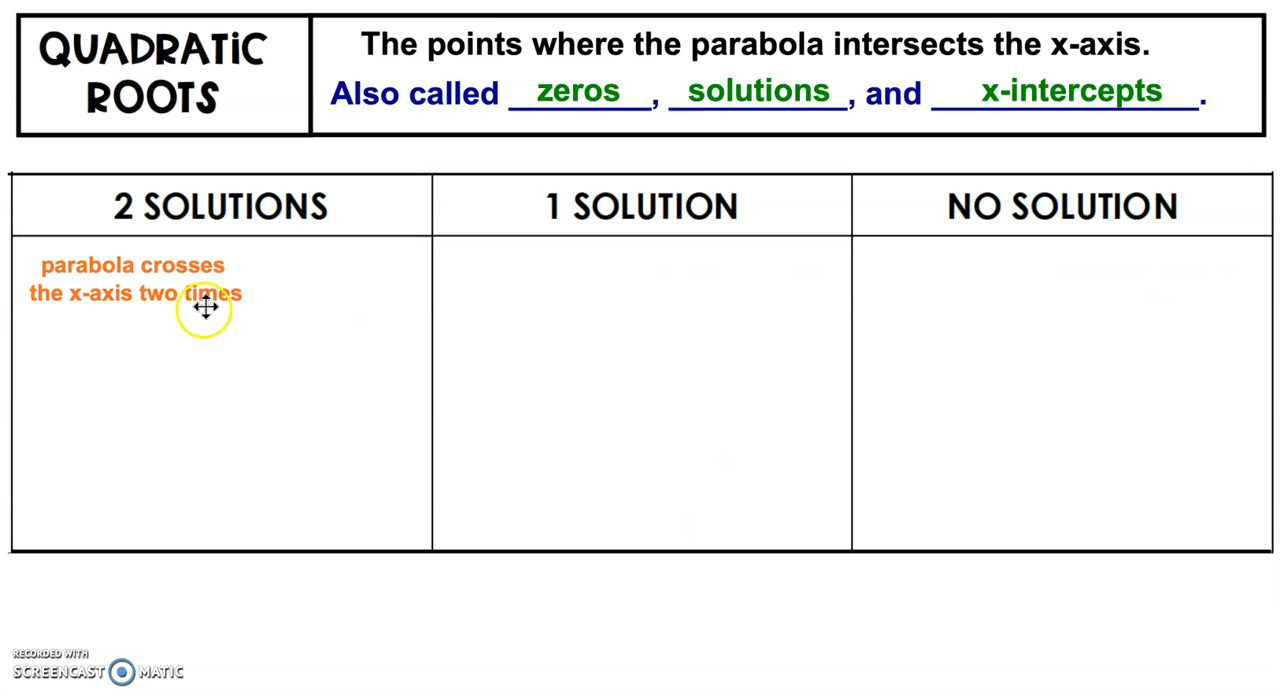 QUADRATiC
ROOTS
The points where the parabola intersects the x-axis.
Also called zeros, solutions, and x-intercepts.
2 SOLUTIONS
1 SOLUTION
NO SOLUTION
parabola crosses
the x-axis two times
RECORDED WITH
SCREENCAST MATIC